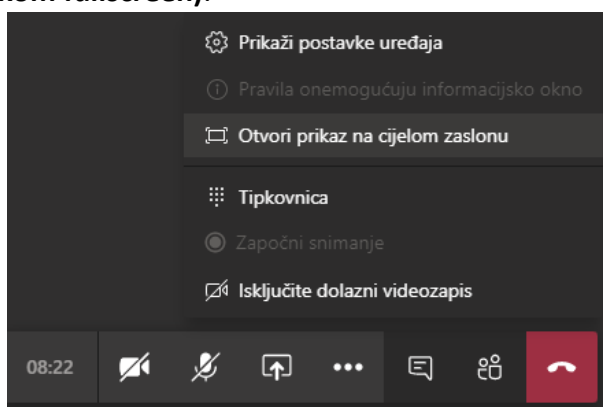 Prikaži postavke uređaja
Pravila onemogućuju informacijsko okno
Otvori prikaz na cijelom zaslonu
Tipkovnica
Započni snimanje
Isključite dolazni videozapis
08:22